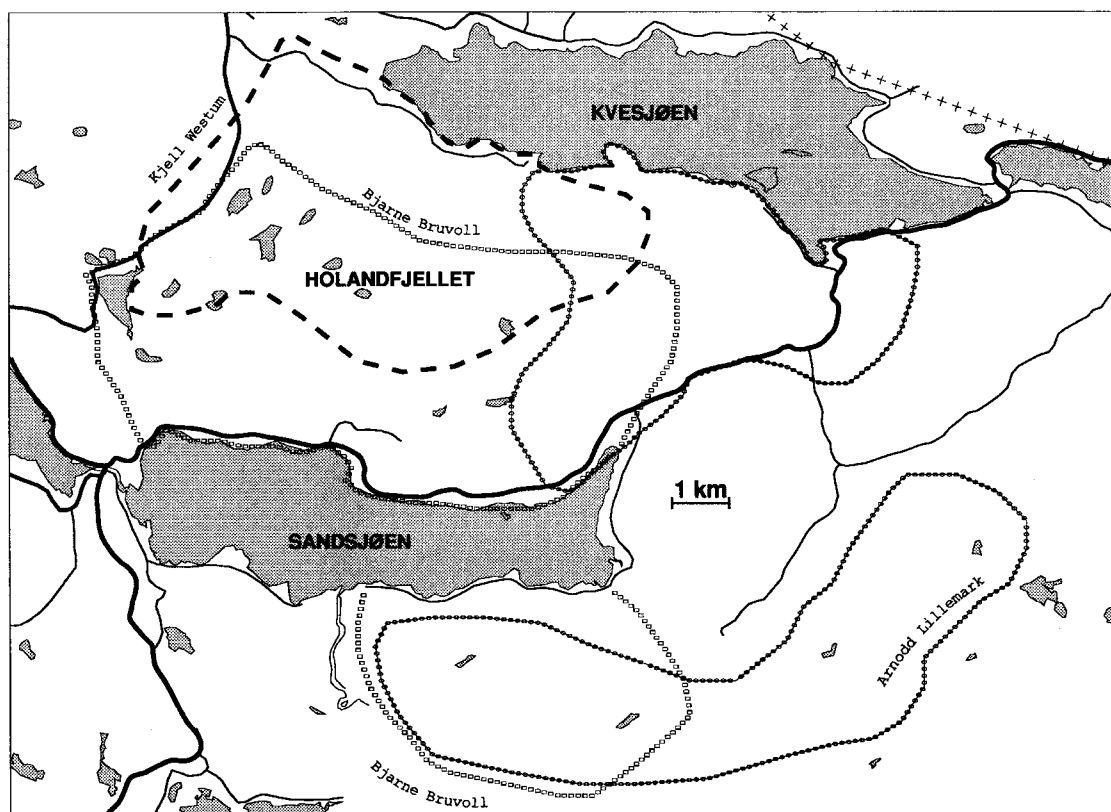 KVESJØEN
Kjell Westum
Bjarne Bruvoll
HOLANDFJELLET
1 km
SANDSJØEN
Arnodd Lillemark
Bjarne Bruvoll